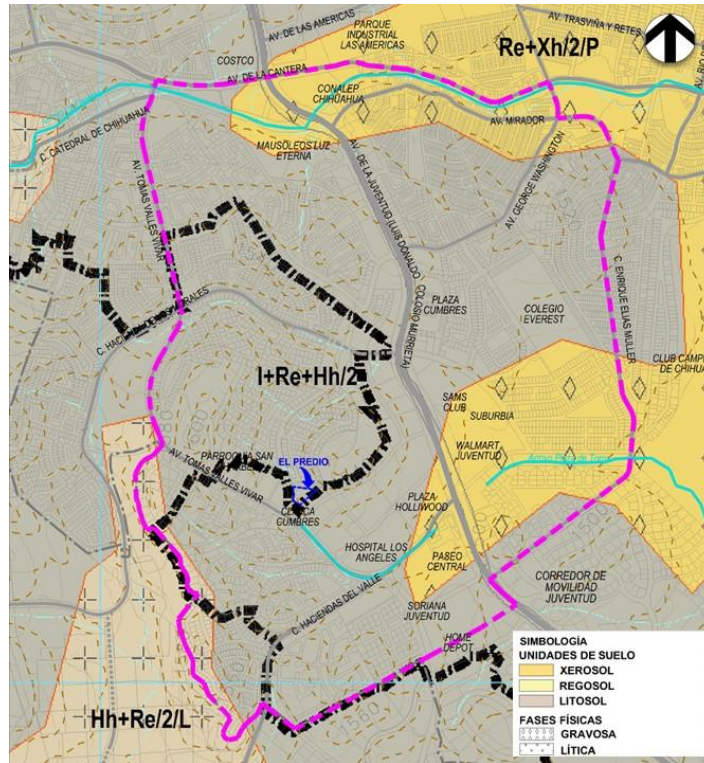 AV. DE LAS AMERICAS
PARQUE
INDUSTRIAL
LAS AMERICAS
AV. TRASVIÑA Y RETES
COSTCO
Re+Xh/2/P
AV. DE LA CANTERA
CONALEP
CHIHUAHUA
AV. MIRADOR
C. CATEDRAL DE CHIHUAHUA
MAUSOLEOS LUZ
ETERNA
AV. GEORGE WASHINGTON
AV. TOMAS VALLES VIVAR
AV. DE LA JUVENTUD (LUIS DONALDO COLOSIO MURRIETA)
PLAZA
CUMBRES
COLEGIO
EVEREST
C. ENRIQUE ELIAS MULLER
CLUB
DE
I+Re+Hh/2
SAMS
CLUB
SUBURBIA
WALMART
JUVENTUD
PARROQUIA SAN
EL PREDIO
AV. TOMAS VALLES VIVAR
CUMBRES
PLAZA
HOLLIWOOD
HOSPITAL LOS
ANGELES
PASEO
CENTRAL
C. HACIENDAS DEL VALLE
SORIANA
JUVENTUD
CORREDOR DE
MOVILIDAD
JUVENTUD
HOME
DEPOT
1560
Hh+Re/2/L
SIMBOLOGÍA
UNIDADES DE SUELO
XEROSOL
REGOSOL
LITOSOL
FASES FÍSICAS
GRAVOSA
LÍTICA